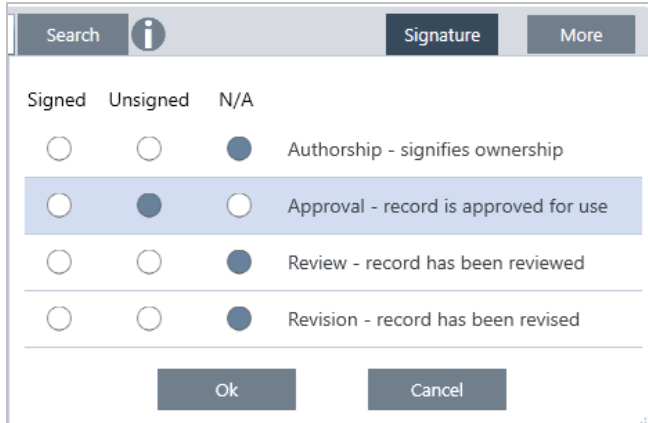 Search i Signature More
Signed Unsigned N/A
Authorship - signifies ownership
Approval - record is approved for use
Review - record has been reviewed
Revision - record has been revised
Ok Cancel